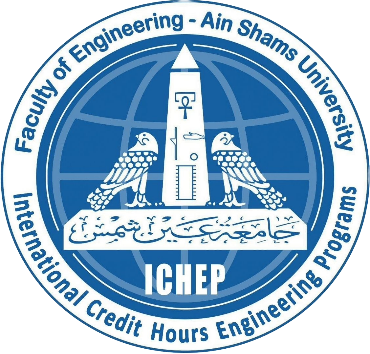 Faculty of Engineering - Ain Shams University
جامعة عين شمس
ICHEP
International Credit Hours Engineering Programs